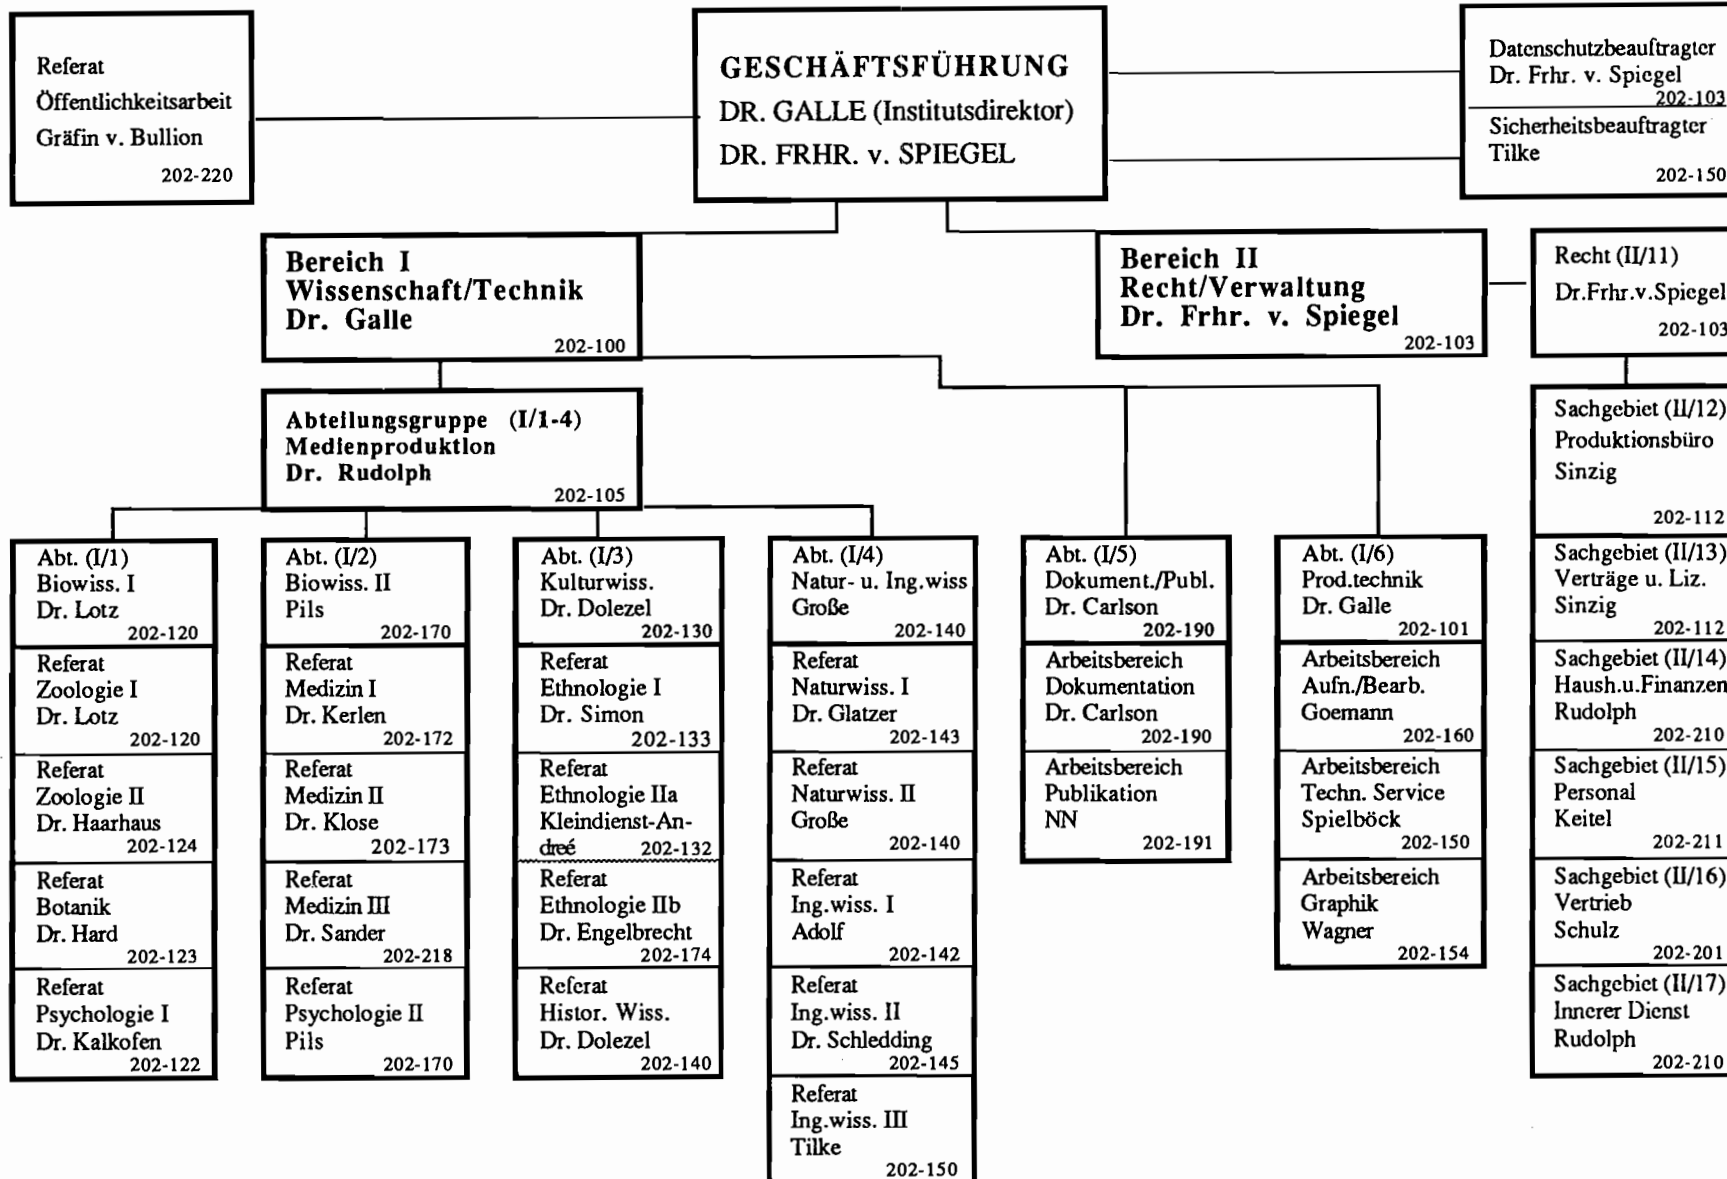 Referat
Öffentlichkeitsarbeit
Gräfin v. Bullion
202-220
GESCHÄFTSFÜHRUNG
DR. GALLE (Institutsdirektor)
DR. FRHR. v. SPIEGEL
Datenschutzbeauftragter
Dr. Frhr. v. Spiegel
202-103
Sicherheitsbeauftragter
Tilke
202-150
Bereich I
Wissenschaft/Technik
Dr. Galle
202-100
Bereich II
Recht/Verwaltung
Dr. Frhr. v. Spiegel
202-103
Recht (II/11)
Dr.Frhr.v.Spiegel
202-103
Abteilungsgruppe (I/1-4)
Medienproduktion
Dr. Rudolph
202-105
Abt. (I/1)
Biowiss. I
Dr. Lotz
202-120
Referat
Zoologie I
Dr. Lotz
202-120
Referat
Zoologie II
Dr. Haarhaus
202-124
Referat
Botanik
Dr. Hard
202-123
Referat
Psychologie I
Dr. Kalkofen
202-122
Abt. (I/2)
Biowiss. II
Pils
202-170
Referat
Medizin I
Dr. Kerlen
202-172
Referat
Medizin II
Dr. Klose
202-173
Referat
Medizin III
Dr. Sander
202-218
Referat
Psychologie II
Pils
202-170
Abt. (I/3)
Kulturwiss.
Dr. Dolezel
202-130
Referat
Ethnologie I
Dr. Simon
202-133
Referat
Ethnologie IIa
Kleindienst-An-
dreé 202-132
Referat
Ethnologie IIb
Dr. Engelbrecht
202-174
Referat
Histor. Wiss.
Dr. Dolezel
202-140
Abt. (I/4)
Natur- u. Ing.wiss
Große
202-140
Referat
Naturwiss. I
Dr. Glatzer
202-143
Referat
Naturwiss. II
Große
202-140
Referat
Ing.wiss. I
Adolf
202-142
Referat
Ing.wiss. II
Dr. Schledding
202-145
Referat
Ing.wiss. III
Tilke
202-150
Abt. (I/5)
Dokument./Publ.
Dr. Carlson
202-190
Arbeitsbereich
Dokumentation
Dr. Carlson
202-190
Arbeitsbereich
Publikation
NN
202-191
Abt. (I/6)
Prod.technik
Dr. Galle
202-101
Arbeitsbereich
Aufn./Bearb.
Goemann
202-160
Arbeitsbereich
Techn. Service
Spielböck
202-150
Arbeitsbereich
Graphik
Wagner
202-154
Sachgebiet (II/12)
Produktionsbüro
Sinzig
202-112
Sachgebiet (II/13)
Verträge u. Liz.
Sinzig
202-112
Sachgebiet (II/14)
Haush.u.Finanzen
Rudolph
202-210
Sachgebiet (II/15)
Personal
Keitel
202-211
Sachgebiet (II/16)
Vertrieb
Schulz
202-201
Sachgebiet (II/17)
Innerer Dienst
Rudolph
202-210